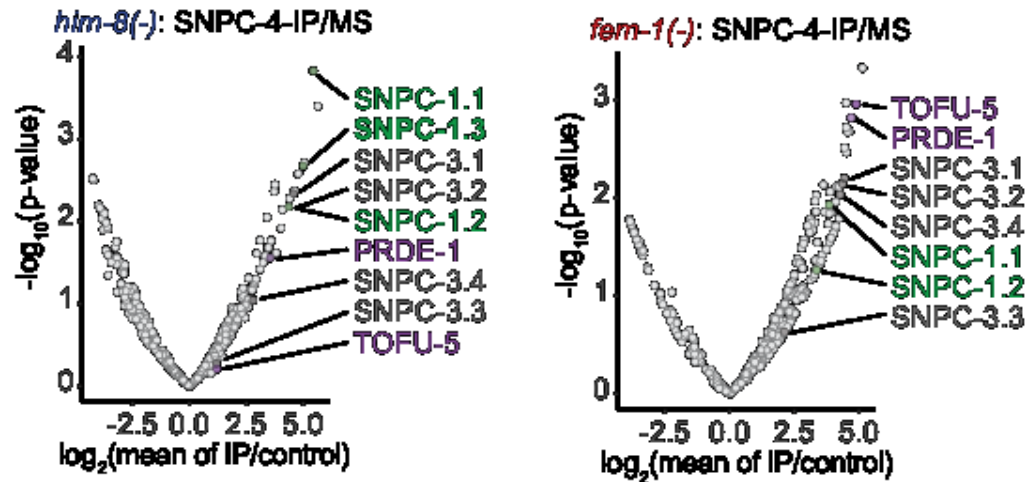 him-8(-): SNPC-4-IP/MS
4
3
2
1
0
-log10(p-value)
SNPC-1.1
SNPC-1.3
SNPC-3.1
SNPC-3.2
SNPC-1.2
PRDE-1
SNPC-3.4
SNPC-3.3
TOFU-5
-2.5 0.0 2.5 5.0
log2(mean of IP/control)
fem-1(-): SNPC-4-IP/MS
3
2
1
0
-log10(p-value)
TOFU-5
PRDE-1
SNPC-3.1
SNPC-3.2
SNPC-3.4
SNPC-1.1
SNPC-1.2
SNPC-3.3
-2.5 0.0 2.5 5.0
log2(mean of IP/control)